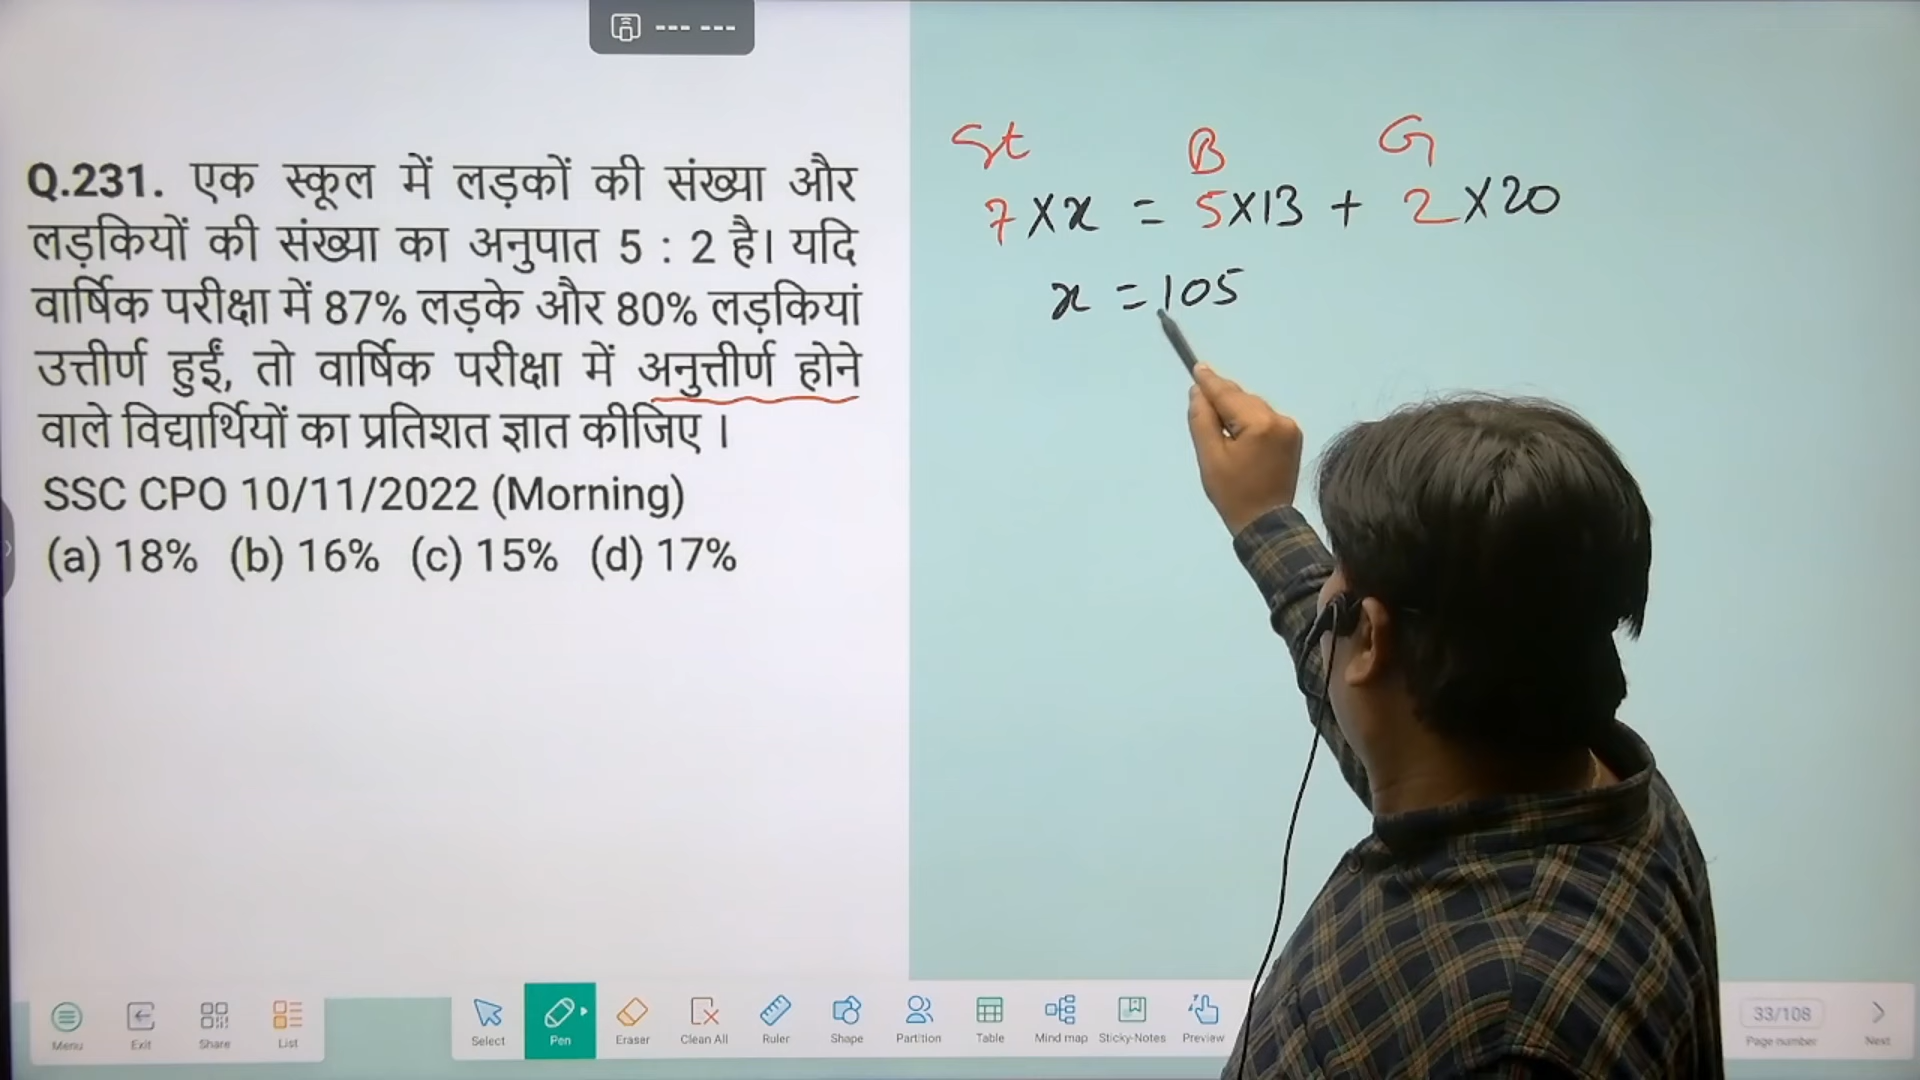 Q.231. एक स्कूल में लड़कों की संख्या और
लड़कियों की संख्या का अनुपात 5 : 2 है। यदि
वार्षिक परीक्षा में 87% लड़के और 80% लड़कियां
उत्तीर्ण हुईं, तो वार्षिक परीक्षा में अनुत्तीर्ण होने
वाले विद्यार्थियों का प्रतिशत ज्ञात कीजिए ।
SSC CPO 10/11/2022 (Morning)
(a) 18% (b) 16% (c) 15% (d) 17%
St B G
7 X x = 5X13 + 2 X20
x = 105
Menu Exit Share List
Select Pen Eraser Clean All Ruler Shape Partition Table Mind map Sticky-Notes Preview
33/108
Page number Next